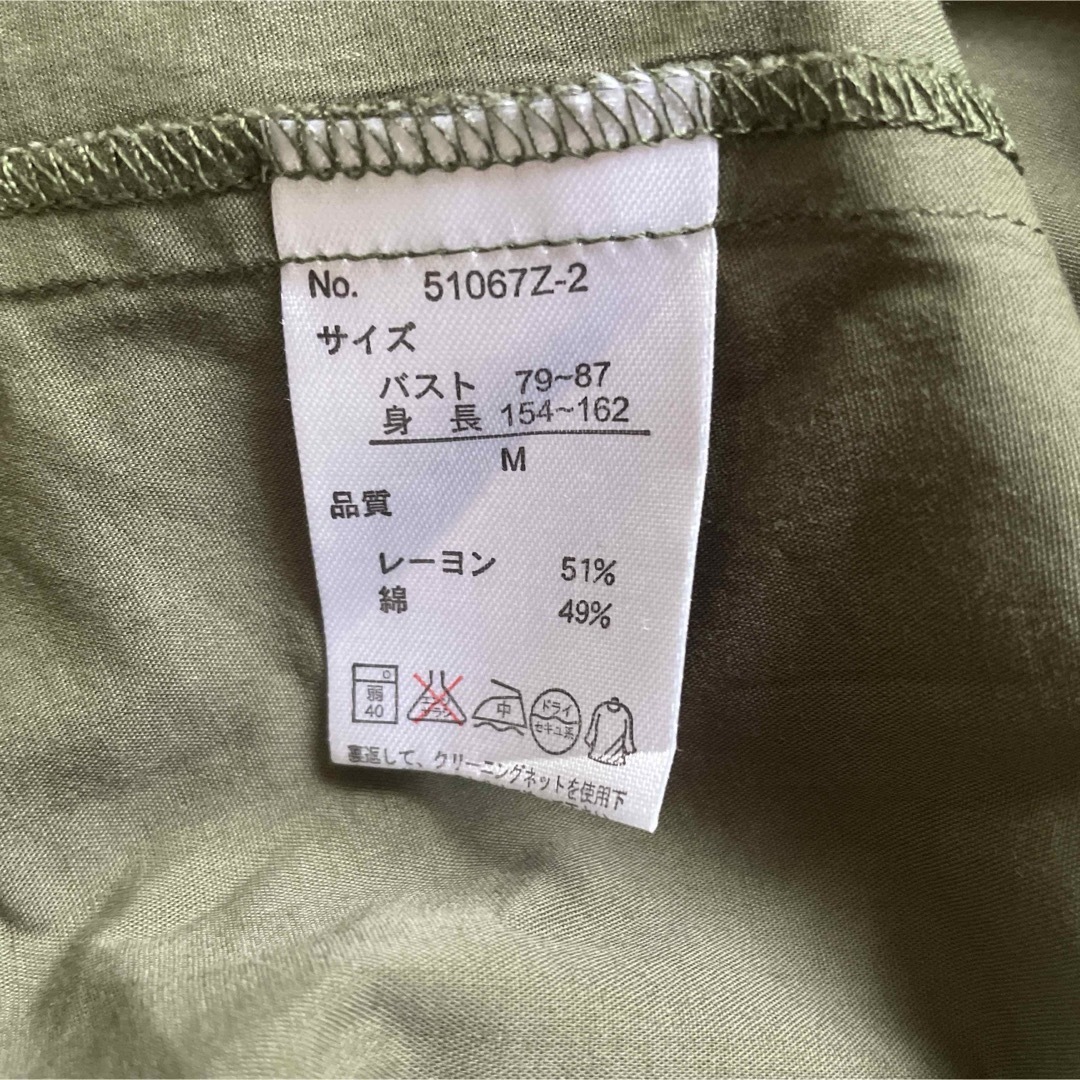 No. 51067Z-2
サイズ
バスト 79~87
身 長 154~162
M
品質
レーヨン 51%
綿 49%
弱
40
中
ドライ
セキユ系
裏返して、クリーニングネットを使用下